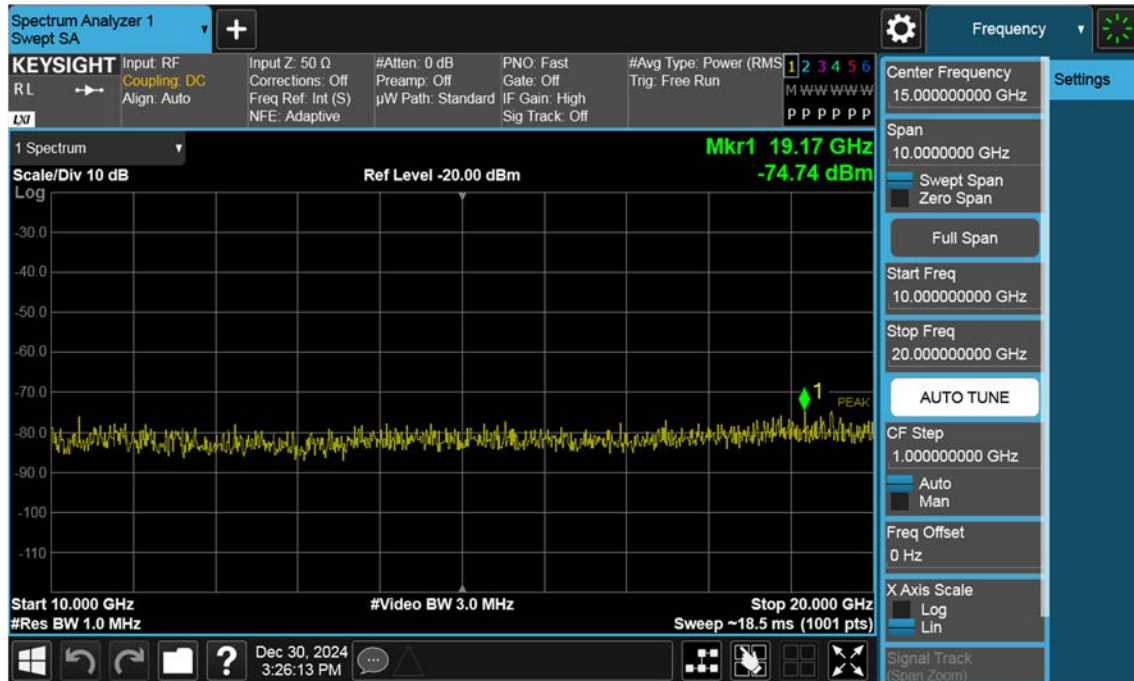 Spectrum Analyzer 1
Swept SA
Frequency
KEYSIGHT
RL
LXI
Input: RF
Coupling: DC
Align: Auto
Input Z: 50 Ω
Corrections: Off
Freq Ref: Int (S)
NFE: Adaptive
#Atten: 0 dB
Preamp: Off
µW Path: Standard
PNO: Fast
Gate: Off
IF Gain: High
Sig Track: Off
#Avg Type: Power (RMS
Trig: Free Run
1 2 3 4 5 6
M W W W W W
P P P P P P
1 Spectrum
Mkr1 19.17 GHz
-74.74 dBm
Scale/Div 10 dB
Ref Level -20.00 dBm
Log
-30.0
-40.0
-50.0
-60.0
-70.0
-80.0
-90.0
-100
-110
1
PEAK
Start 10.000 GHz
#Video BW 3.0 MHz
Stop 20.000 GHz
#Res BW 1.0 MHz
Sweep ~18.5 ms (1001 pts)
?
Dec 30, 2024
3:26:13 PM
Center Frequency
15.000000000 GHz
Settings
Span
10.0000000 GHz
Swept Span
Zero Span
Full Span
Start Freq
10.000000000 GHz
Stop Freq
20.000000000 GHz
AUTO TUNE
CF Step
1.000000000 GHz
Auto
Man
Freq Offset
0 Hz
X Axis Scale
Log
Lin
Signal Track
(Span Zoom)